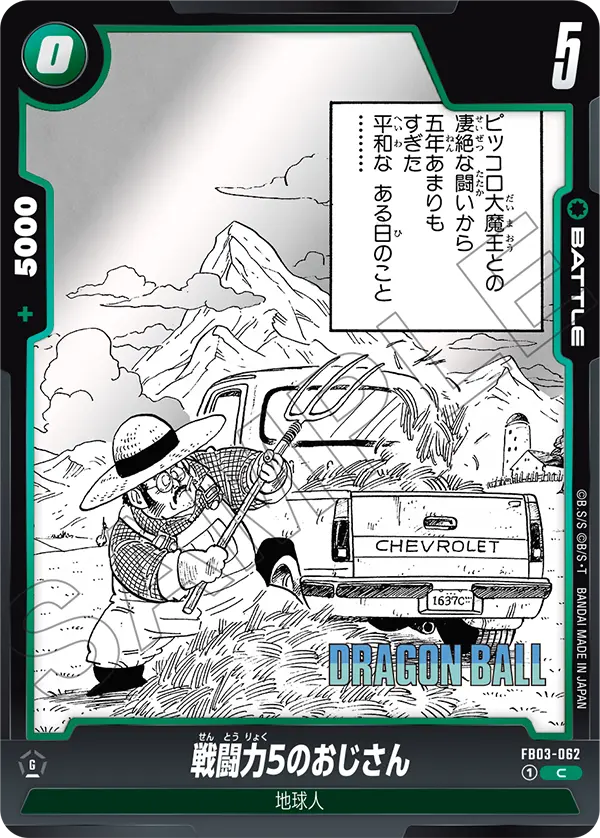 0
5
+ 5000
BATTLE
ピッコロ大魔王との
凄絶な闘いから
五年あまりも
すぎた
平和な ある日のこと
………
CHEVROLET
1637C
DRAGON BALL
SAMPLE
©B.S/S ©B/S・T BANDAI MADE IN JAPAN
G
せん とう りょく
戦闘力5のおじさん
FB03-062
1 C
地球人